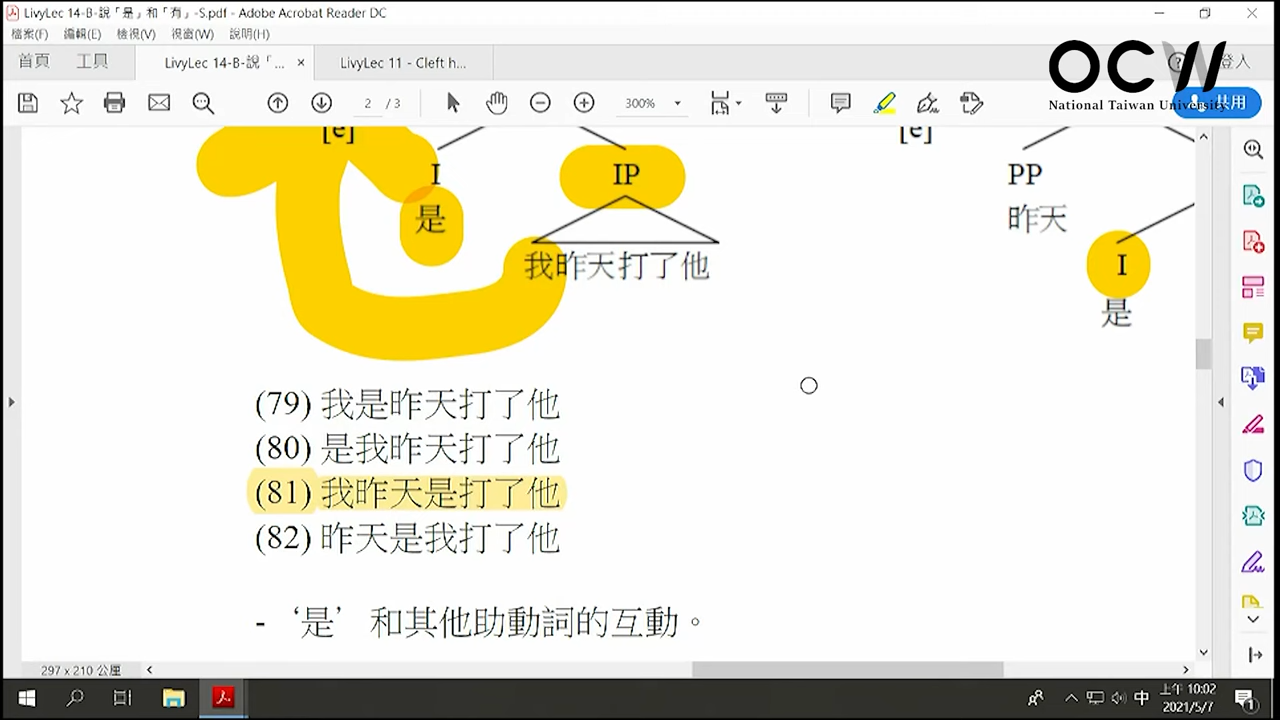 LivyLec 14-B-說「是」和「有」-S.pdf - Adobe Acrobat Reader DC
檔案(F) 編輯(E) 檢視(V) 視窗(W) 說明(H)
首頁 工具 LivyLec 14-B-說「... × LivyLec 11 - Cleft h... 登入
OCW
National Taiwan University
2 / 3 300% 共用
[e] [e]
I IP PP
是 昨天
我昨天打了他 I
是
(79) 我是昨天打了他
(80) 是我昨天打了他
(81) 我昨天是打了他
(82) 昨天是我打了他
- ‘是’ 和其他助動詞的互動。
297 x 210 公厘
中 上午 10:02
2021/5/7 1